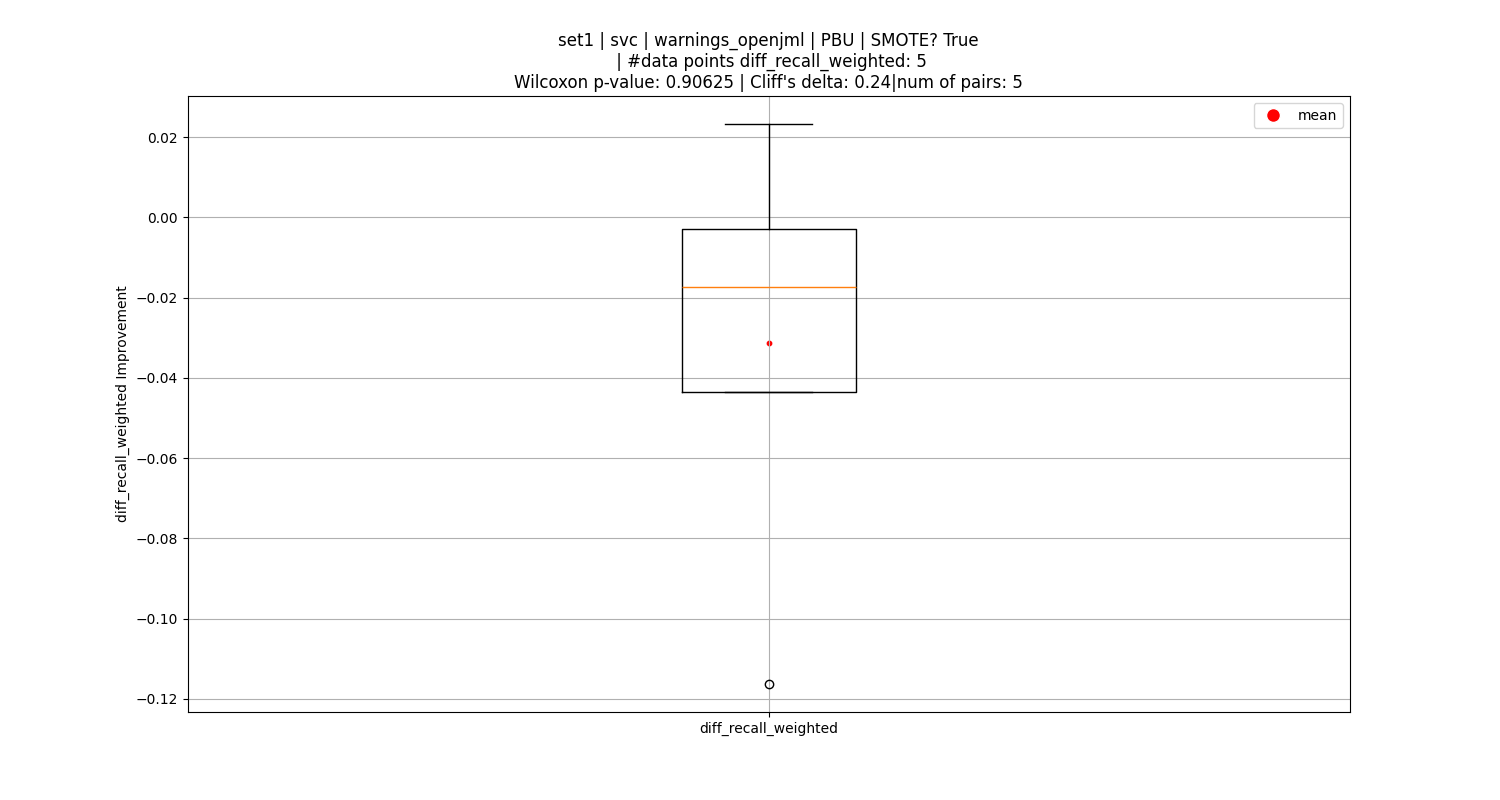 set1 | svc | warnings_openjml | PBU | SMOTE? True
| #data points diff_recall_weighted: 5
Wilcoxon p-value: 0.90625 | Cliff's delta: 0.24|num of pairs: 5
mean
0.02
0.00
−0.02
−0.04
−0.06
−0.08
−0.10
−0.12
diff_recall_weighted Improvement
diff_recall_weighted